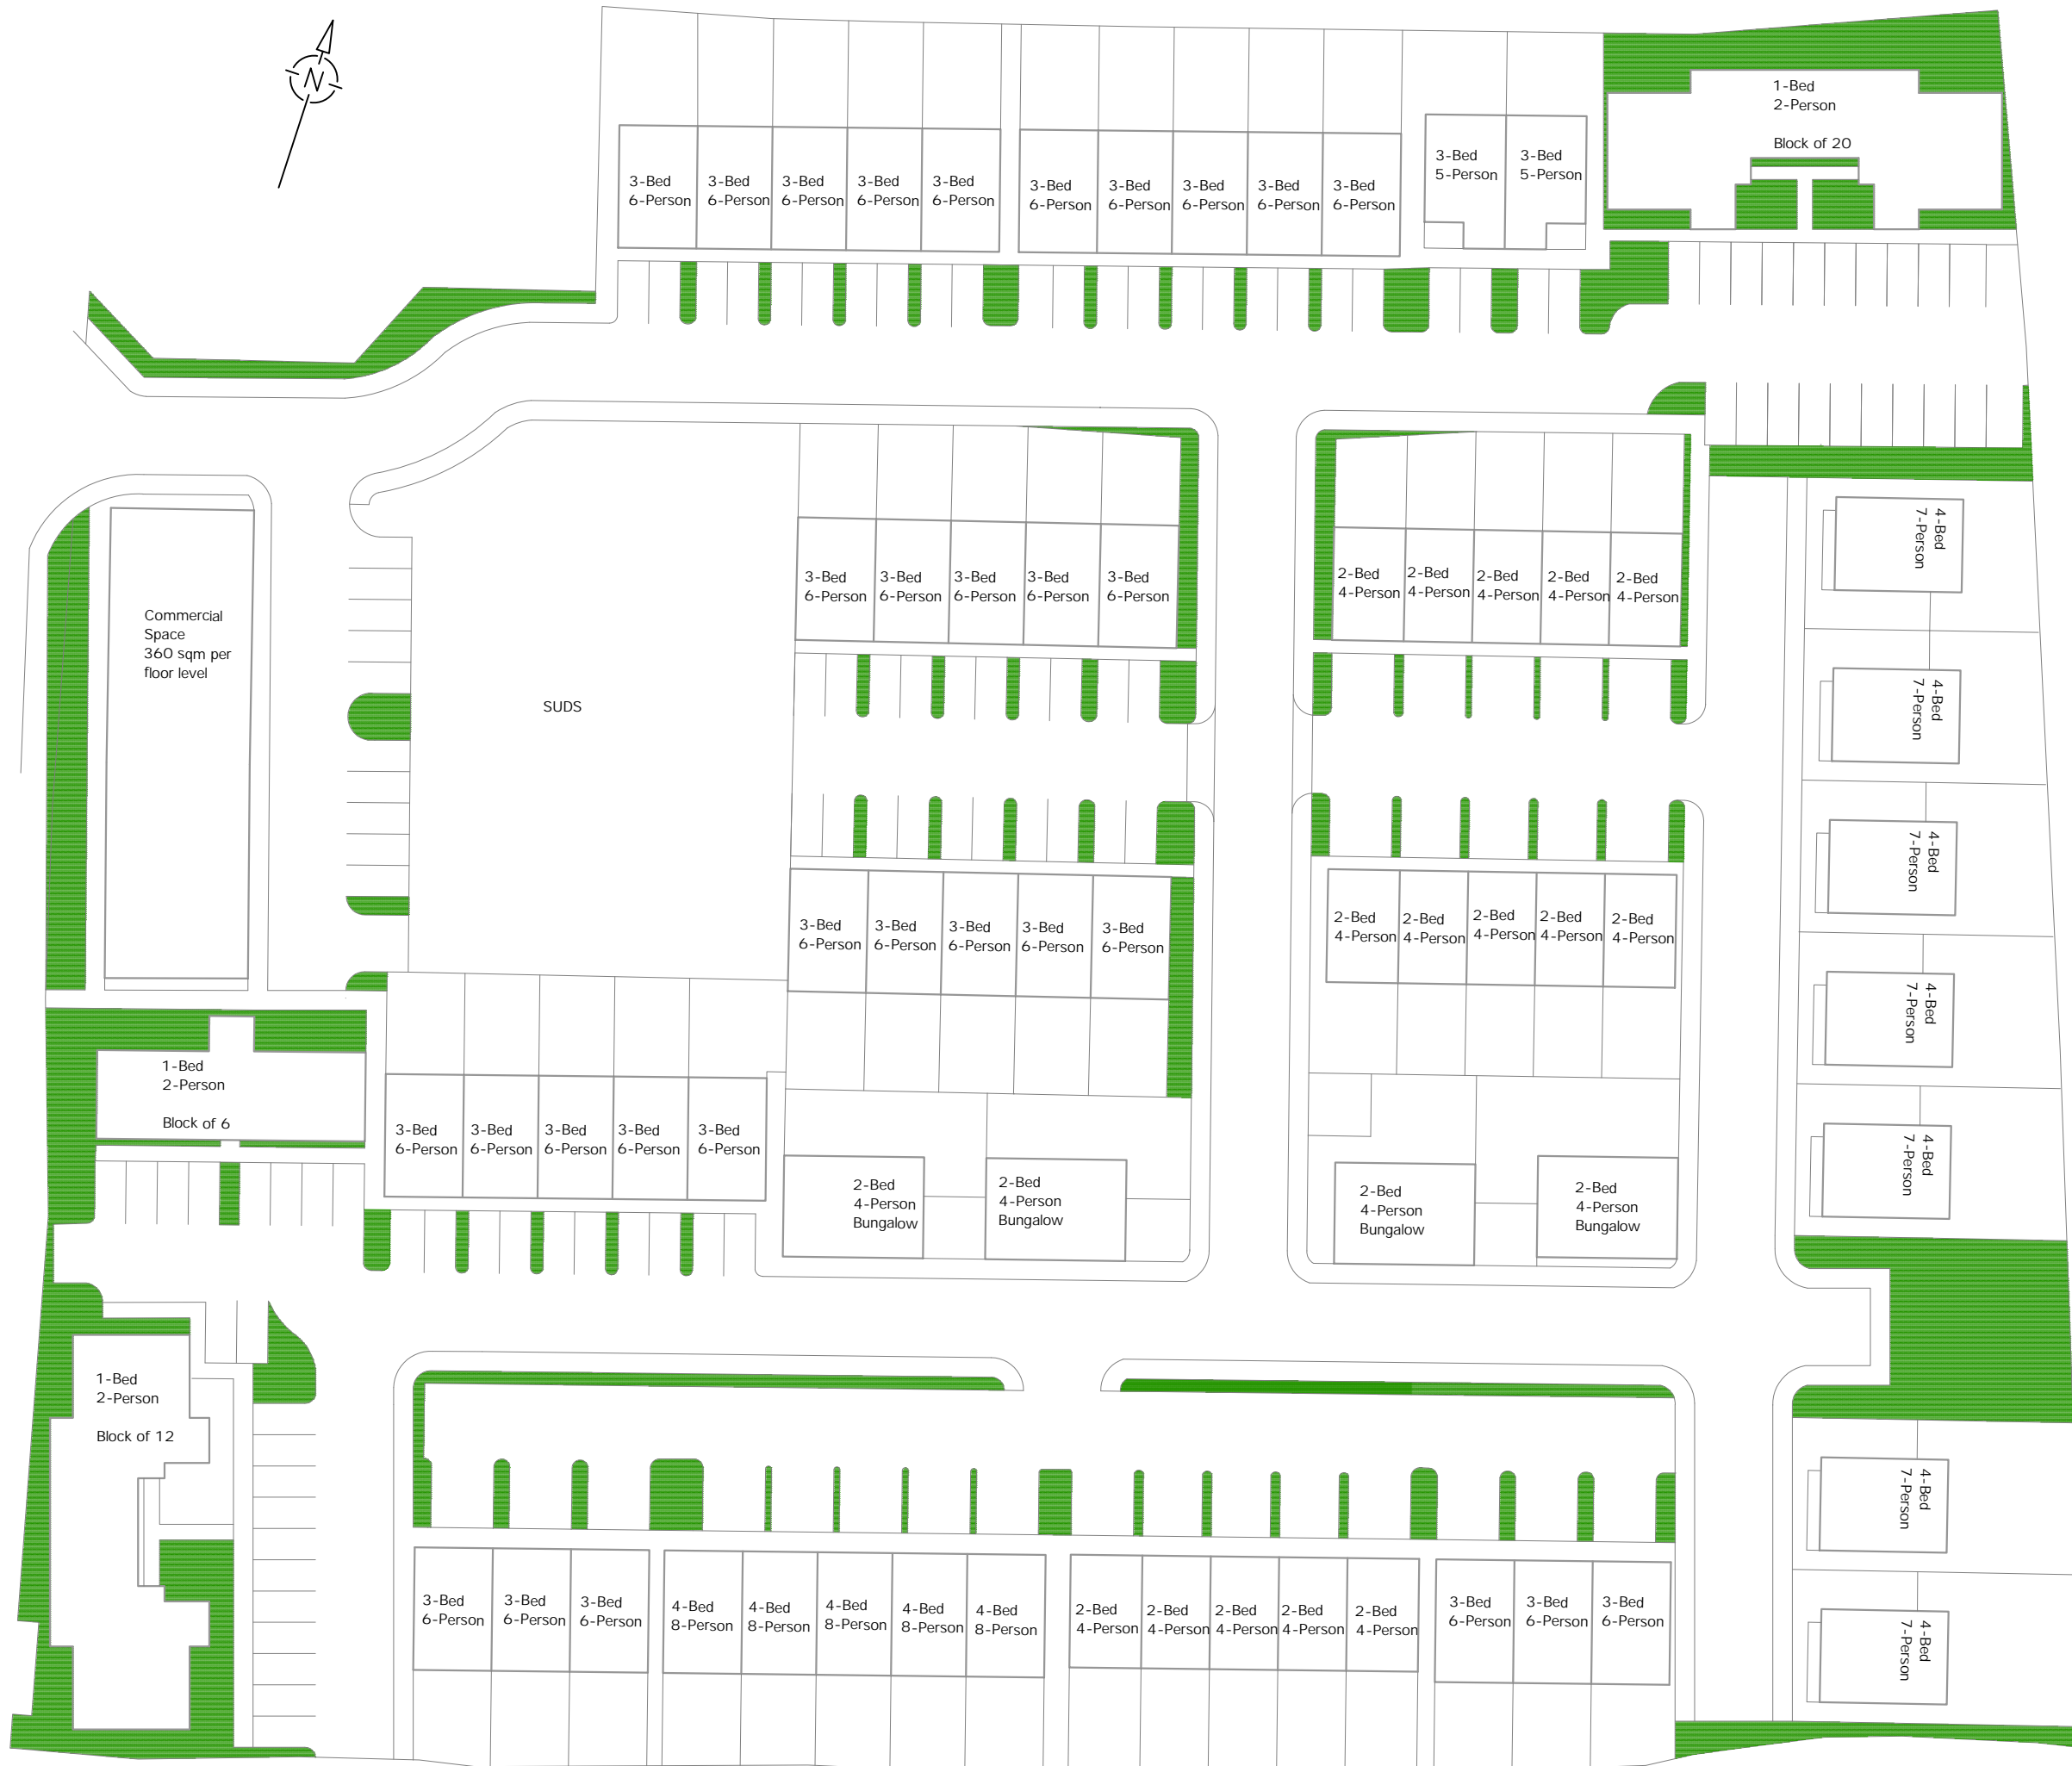 N
1-Bed
2-Person
Block of 20
3-Bed
6-Person
3-Bed
6-Person
3-Bed
6-Person
3-Bed
6-Person
3-Bed
6-Person
3-Bed
6-Person
3-Bed
6-Person
3-Bed
6-Person
3-Bed
6-Person
3-Bed
6-Person
3-Bed
5-Person
3-Bed
5-Person
Commercial
Space
360 sqm per
floor level
SUDS
3-Bed
6-Person
3-Bed
6-Person
3-Bed
6-Person
3-Bed
6-Person
3-Bed
6-Person
2-Bed
4-Person
2-Bed
4-Person
2-Bed
4-Person
2-Bed
4-Person
2-Bed
4-Person
4-Bed
7-Person
4-Bed
7-Person
4-Bed
7-Person
4-Bed
7-Person
4-Bed
7-Person
3-Bed
6-Person
3-Bed
6-Person
3-Bed
6-Person
3-Bed
6-Person
3-Bed
6-Person
2-Bed
4-Person
2-Bed
4-Person
2-Bed
4-Person
2-Bed
4-Person
2-Bed
4-Person
1-Bed
2-Person
Block of 6
3-Bed
6-Person
3-Bed
6-Person
3-Bed
6-Person
3-Bed
6-Person
3-Bed
6-Person
2-Bed
4-Person
Bungalow
2-Bed
4-Person
Bungalow
2-Bed
4-Person
Bungalow
2-Bed
4-Person
Bungalow
1-Bed
2-Person
Block of 12
4-Bed
7-Person
4-Bed
7-Person
3-Bed
6-Person
3-Bed
6-Person
3-Bed
6-Person
4-Bed
8-Person
4-Bed
8-Person
4-Bed
8-Person
4-Bed
8-Person
4-Bed
8-Person
2-Bed
4-Person
2-Bed
4-Person
2-Bed
4-Person
2-Bed
4-Person
2-Bed
4-Person
3-Bed
6-Person
3-Bed
6-Person
3-Bed
6-Person